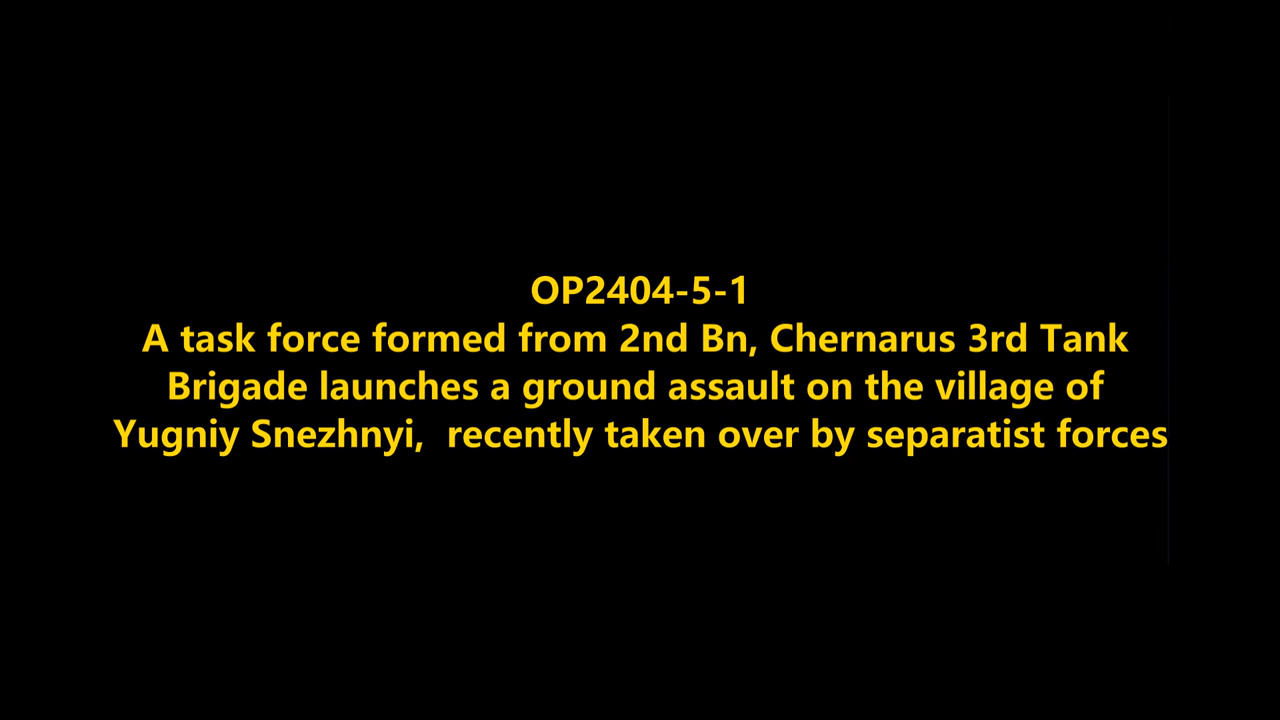 OP2404-5-1
A task force formed from 2nd Bn, Chernarus 3rd Tank
Brigade launches a ground assault on the village of
Yugniy Snezhnyi,  recently taken over by separatist forces